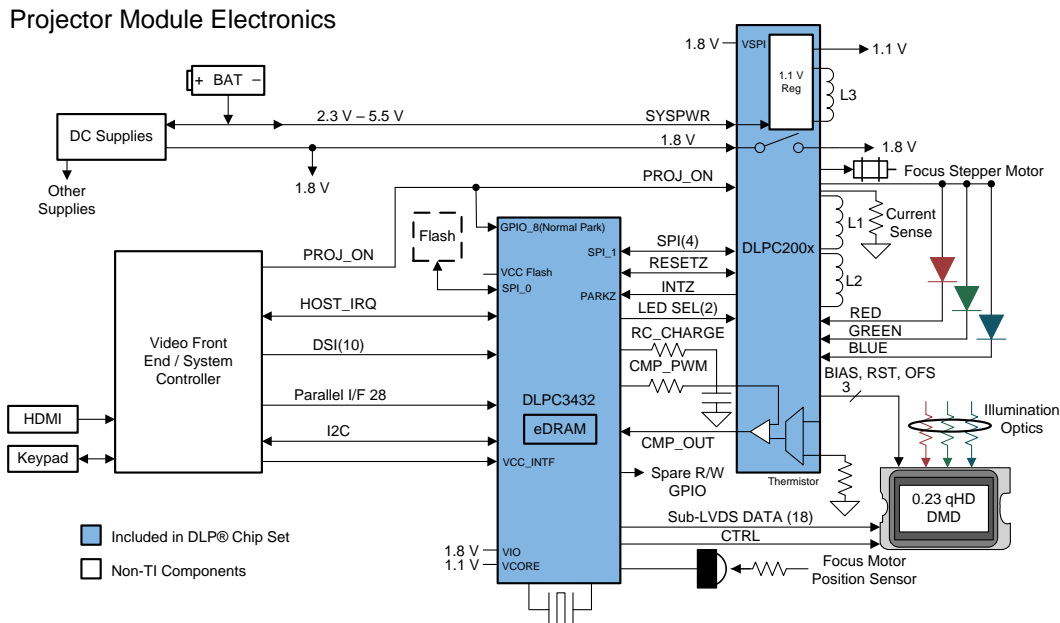 Projector Module Electronics
+ BAT −
DC Supplies
2.3 V – 5.5 V
SYSPWR
1.8 V
1.8 V
Other
Supplies
PROJ_ON
1.8 V
VSPI
1.1 V
Reg
1.1 V
L3
1.8 V
Focus Stepper Motor
L1
Current
Sense
DLPC200x
L2
RED
GREEN
BLUE
BIAS, RST, OFS
3
Illumination
Optics
Flash
GPIO_8(Normal Park)
SPI_1
VCC Flash
SPI_0
PARKZ
SPI(4)
RESETZ
INTZ
LED SEL(2)
RC_CHARGE
CMP_PWM
PROJ_ON
HOST_IRQ
DSI(10)
Parallel I/F 28
I2C
Video Front
End / System
Controller
HDMI
Keypad
DLPC3432
eDRAM
VCC_INTF
CMP_OUT
Thermistor
Spare R/W
GPIO
0.23 qHD
DMD
Sub-LVDS DATA (18)
CTRL
Included in DLP® Chip Set
Non-TI Components
1.8 V
VIO
1.1 V
VCORE
Focus Motor
Position Sensor